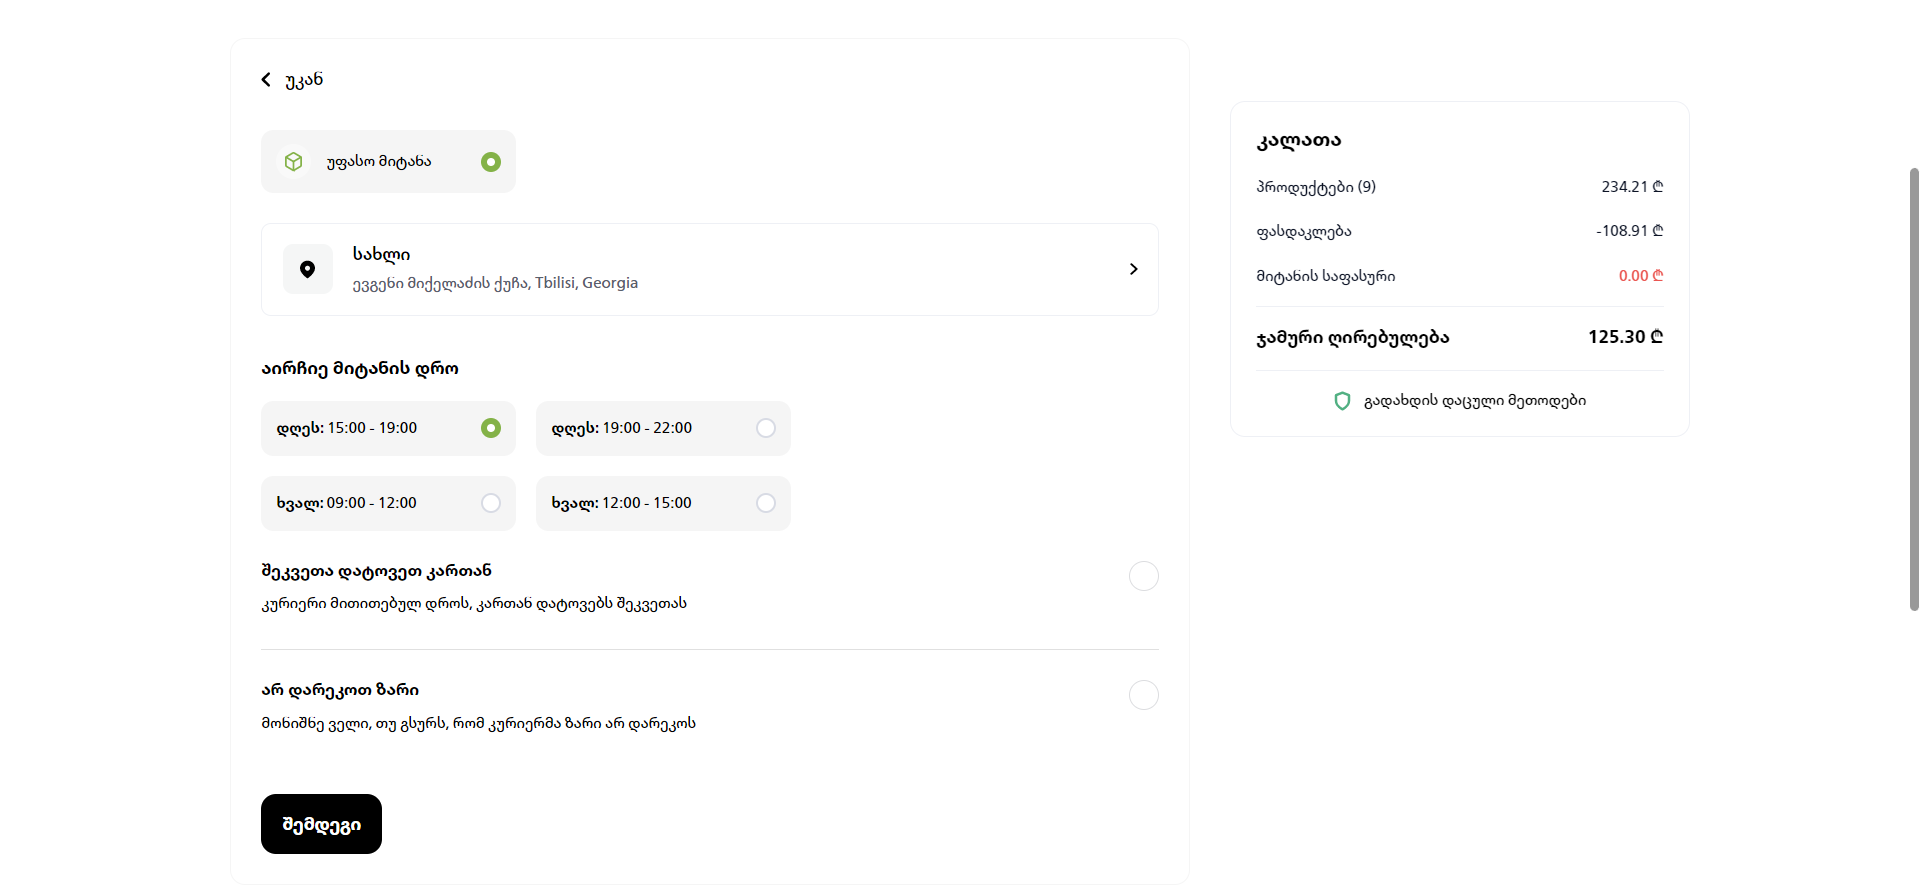 უკან
უფასო მიტანა
სახლი
ევგენი მიქელაძის ქუჩა, Tbilisi, Georgia
აირჩიე მიტანის დრო
დღეს: 15:00 - 19:00
დღეს: 19:00 - 22:00
ხვალ: 09:00 - 12:00
ხვალ: 12:00 - 15:00
შეკვეთა დატოვეთ კართან
კურიერი მითითებულ დროს, კართან დატოვებს შეკვეთას
არ დარეკოთ ზარი
მონიშნე ველი, თუ გსურს, რომ კურიერმა ზარი არ დარეკოს
შემდეგი
კალათა
პროდუქტები (9) 234.21 ₾
ფასდაკლება -108.91 ₾
მიტანის საფასური 0.00 ₾
ჯამური ღირებულება 125.30 ₾
გადახდის დაცული მეთოდები